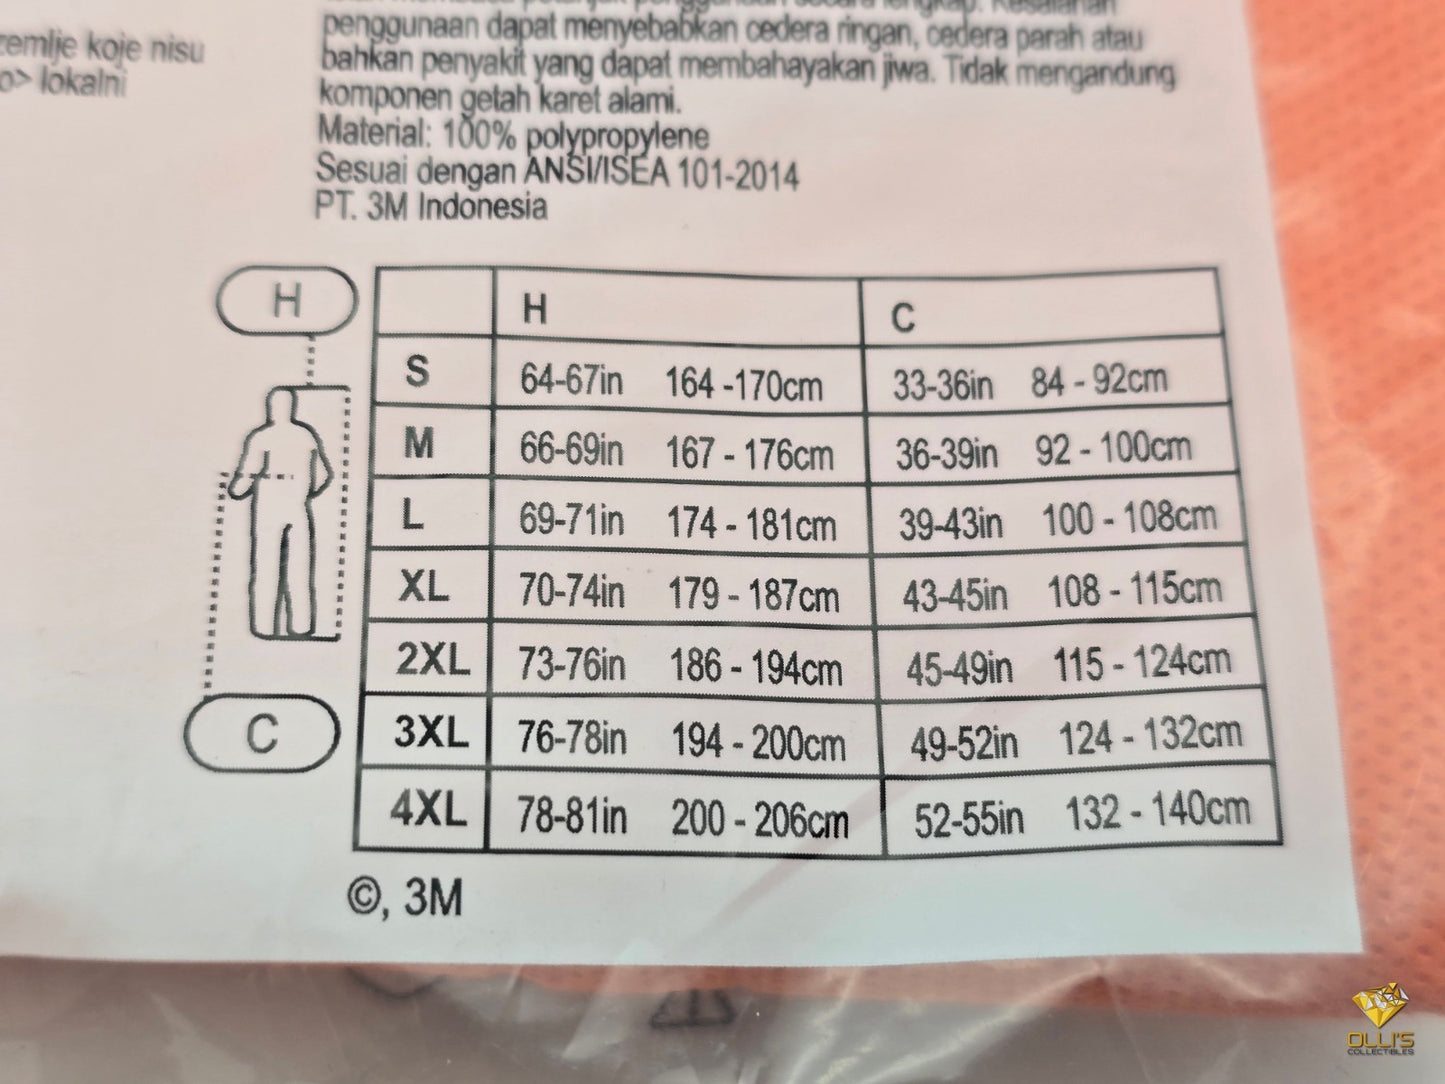 zemlje koje nisu
o> lokalni
penggunaan dapat menyebabkan cedera ringan, cedera parah atau
bahkan penyakit yang dapat membahayakan jiwa. Tidak mengandung
komponen getah karet alami.
Material: 100% polypropylene
Sesuai dengan ANSI/ISEA 101-2014
PT. 3M Indonesia
H
H C
S 64-67in 164 -170cm 33-36in 84 - 92cm
M 66-69in 167 - 176cm 36-39in 92 - 100cm
L 69-71in 174 - 181cm 39-43in 100 - 108cm
XL 70-74in 179 - 187cm 43-45in 108 - 115cm
2XL 73-76in 186 - 194cm 45-49in 115 - 124cm
3XL 76-78in 194 - 200cm 49-52in 124 - 132cm
4XL 78-81in 200 - 206cm 52-55in 132 - 140cm
C
©, 3M
OLLI'S
COLLECTIBLES